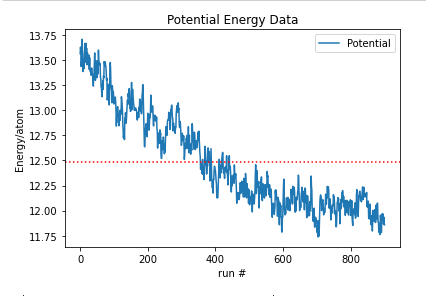 Potential Energy Data
Potential
Energy/atom
13.75
13.50
13.25
13.00
12.75
12.50
12.25
12.00
11.75
0 200 400 600 800
run #